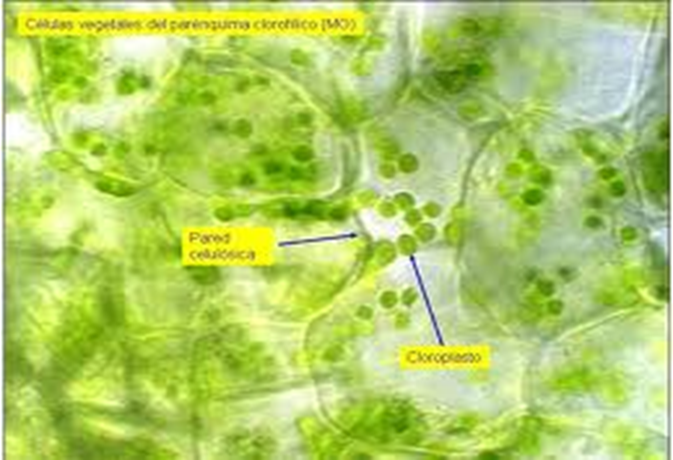 Células vegetales del parénquima clorofílico (MO)
Pared
celulósica
Cloroplasto